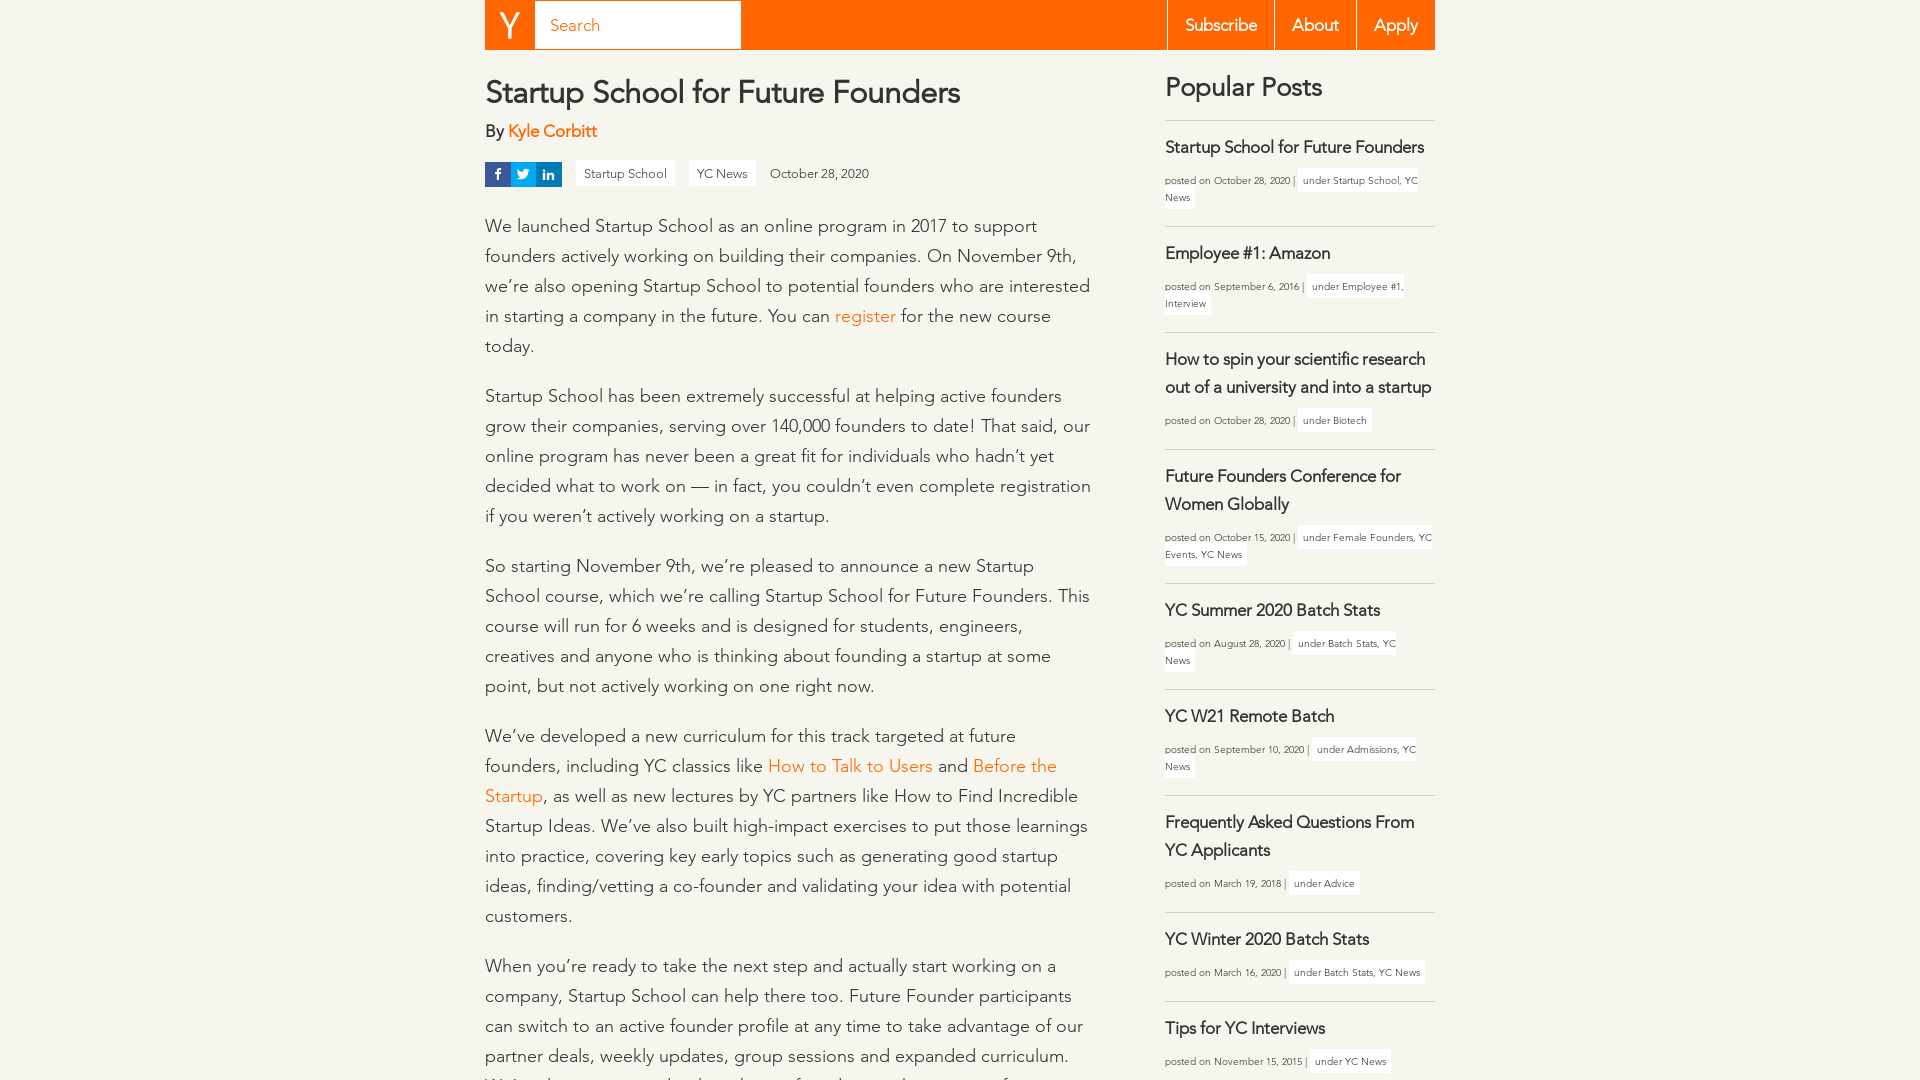 Y
Search
Subscribe
About
Apply
Startup School for Future Founders
By Kyle Corbitt
Startup School
YC News
October 28, 2020
We launched Startup School as an online program in 2017 to support
founders actively working on building their companies. On November 9th,
we’re also opening Startup School to potential founders who are interested
in starting a company in the future. You can register for the new course
today.
Startup School has been extremely successful at helping active founders
grow their companies, serving over 140,000 founders to date! That said, our
online program has never been a great fit for individuals who hadn’t yet
decided what to work on — in fact, you couldn’t even complete registration
if you weren’t actively working on a startup.
So starting November 9th, we’re pleased to announce a new Startup
School course, which we’re calling Startup School for Future Founders. This
course will run for 6 weeks and is designed for students, engineers,
creatives and anyone who is thinking about founding a startup at some
point, but not actively working on one right now.
We’ve developed a new curriculum for this track targeted at future
founders, including YC classics like How to Talk to Users and Before the
Startup, as well as new lectures by YC partners like How to Find Incredible
Startup Ideas. We’ve also built high-impact exercises to put those learnings
into practice, covering key early topics such as generating good startup
ideas, finding/vetting a co-founder and validating your idea with potential
customers.
When you’re ready to take the next step and actually start working on a
company, Startup School can help there too. Future Founder participants
can switch to an active founder profile at any time to take advantage of our
partner deals, weekly updates, group sessions and expanded curriculum.
Popular Posts
Startup School for Future Founders
posted on October 28, 2020 | under Startup School, YC
News
Employee #1: Amazon
posted on September 6, 2016 | under Employee #1,
Interview
How to spin your scientific research
out of a university and into a startup
posted on October 28, 2020 | under Biotech
Future Founders Conference for
Women Globally
posted on October 15, 2020 | under Female Founders, YC
Events, YC News
YC Summer 2020 Batch Stats
posted on August 28, 2020 | under Batch Stats, YC
News
YC W21 Remote Batch
posted on September 10, 2020 | under Admissions, YC
News
Frequently Asked Questions From
YC Applicants
posted on March 19, 2018 | under Advice
YC Winter 2020 Batch Stats
posted on March 16, 2020 | under Batch Stats, YC News
Tips for YC Interviews
posted on November 15, 2015 | under YC News